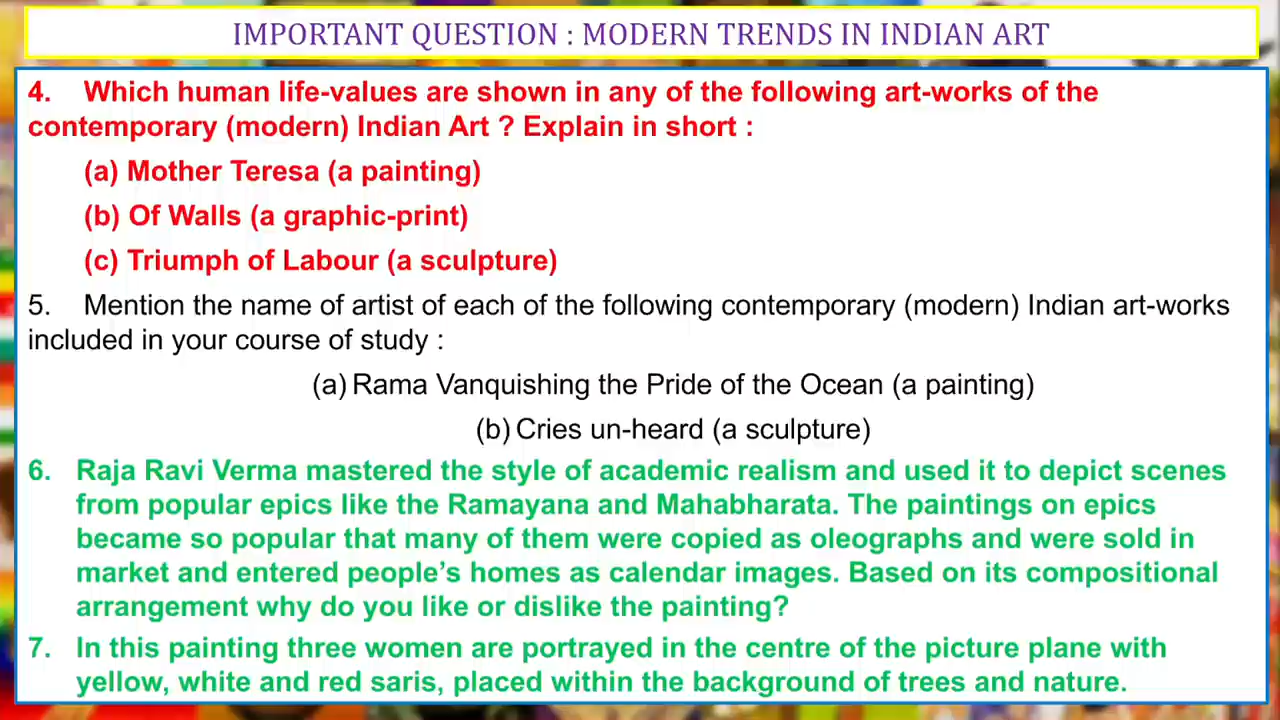 IMPORTANT QUESTION : MODERN TRENDS IN INDIAN ART
4. Which human life-values are shown in any of the following art-works of the
contemporary (modern) Indian Art ? Explain in short :
(a) Mother Teresa (a painting)
(b) Of Walls (a graphic-print)
(c) Triumph of Labour (a sculpture)
5. Mention the name of artist of each of the following contemporary (modern) Indian art-works
included in your course of study :
(a) Rama Vanquishing the Pride of the Ocean (a painting)
(b) Cries un-heard (a sculpture)
6. Raja Ravi Verma mastered the style of academic realism and used it to depict scenes
from popular epics like the Ramayana and Mahabharata. The paintings on epics
became so popular that many of them were copied as oleographs and were sold in
market and entered people’s homes as calendar images. Based on its compositional
arrangement why do you like or dislike the painting?
7. In this painting three women are portrayed in the centre of the picture plane with
yellow, white and red saris, placed within the background of trees and nature.